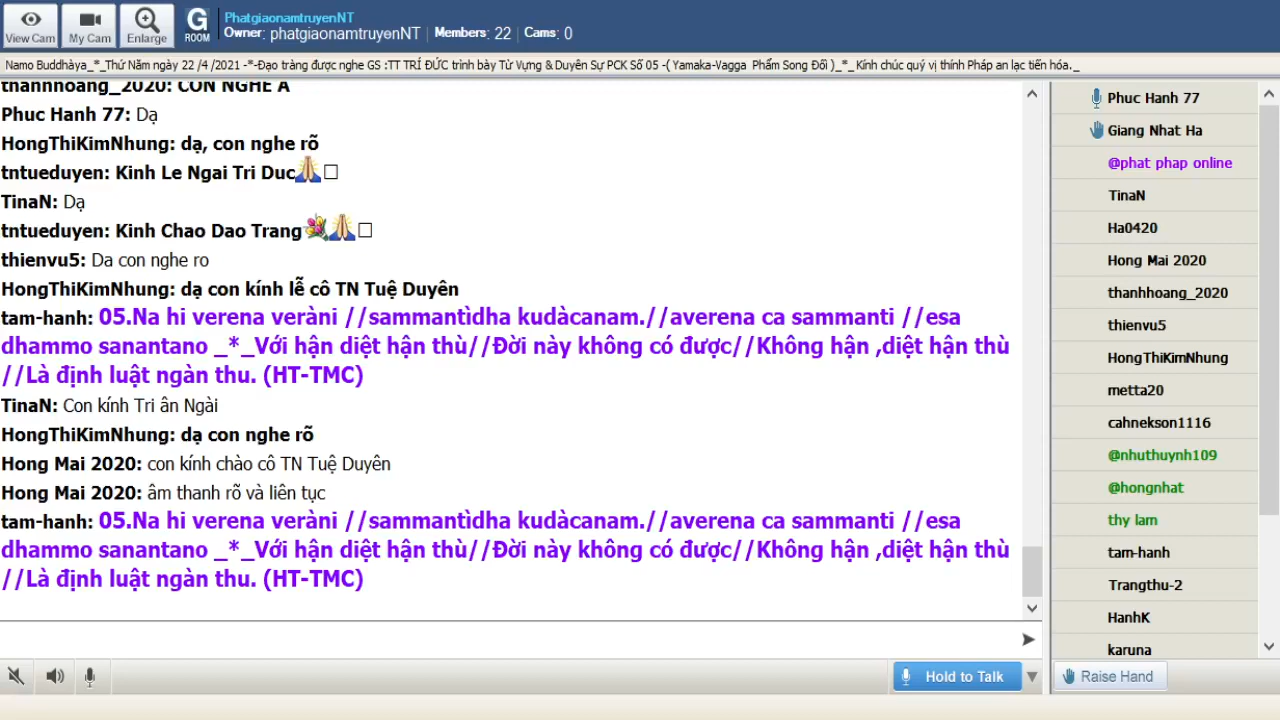 View Cam
My Cam
Enlarge
G
ROOM
PhatgiaonamtruyenNT
Owner: phatgiaonamtruyenNT | Members: 22 | Cams: 0
Namo Buddhàya_*_Thứ Năm ngày 22 /4 /2021 -*-Đạo tràng được nghe GS :TT TRÍ ĐỨC trình bày Từ Vựng & Duyên Sự PCK Số 05 -( Yamaka-Vagga Phẩm Song Đối )_*_ Kính chúc quý vị thính Pháp an lạc tiến hóa._
thanhhoang_2020: CON NGHE A
Phuc Hanh 77: Dạ
HongThiKimNhung: dạ, con nghe rõ
tntueduyen: Kinh Le Ngai Tri Duc
TinaN: Dạ
tntueduyen: Kinh Chao Dao Trang
thienvu5: Da con nghe ro
HongThiKimNhung: dạ con kính lễ cô TN Tuệ Duyên
tam-hanh: 05.Na hi verena veràni //sammantìdha kudàcanam.//averena ca sammanti //esa
dhammo sanantano _*_Với hận diệt hận thù//Đời này không có được//Không hận ,diệt hận thù
//Là định luật ngàn thu. (HT-TMC)
TinaN: Con kính Tri ân Ngài
HongThiKimNhung: dạ con nghe rõ
Hong Mai 2020: con kính chào cô TN Tuệ Duyên
Hong Mai 2020: âm thanh rõ và liên tục
tam-hanh: 05.Na hi verena veràni //sammantìdha kudàcanam.//averena ca sammanti //esa
dhammo sanantano _*_Với hận diệt hận thù//Đời này không có được//Không hận ,diệt hận thù
//Là định luật ngàn thu. (HT-TMC)
Hold to Talk
Phuc Hanh 77
Giang Nhat Ha
@phat phap online
TinaN
Ha0420
Hong Mai 2020
thanhhoang_2020
thienvu5
HongThiKimNhung
metta20
cahnekson1116
@nhuthuynh109
@hongnhat
thy lam
tam-hanh
Trangthu-2
HanhK
karuna
Raise Hand